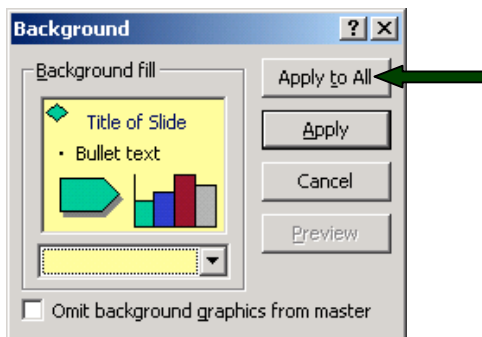 Background
Background fill
Title of Slide
• Bullet text
Omit background graphics from master
Apply to All
Apply
Cancel
Preview